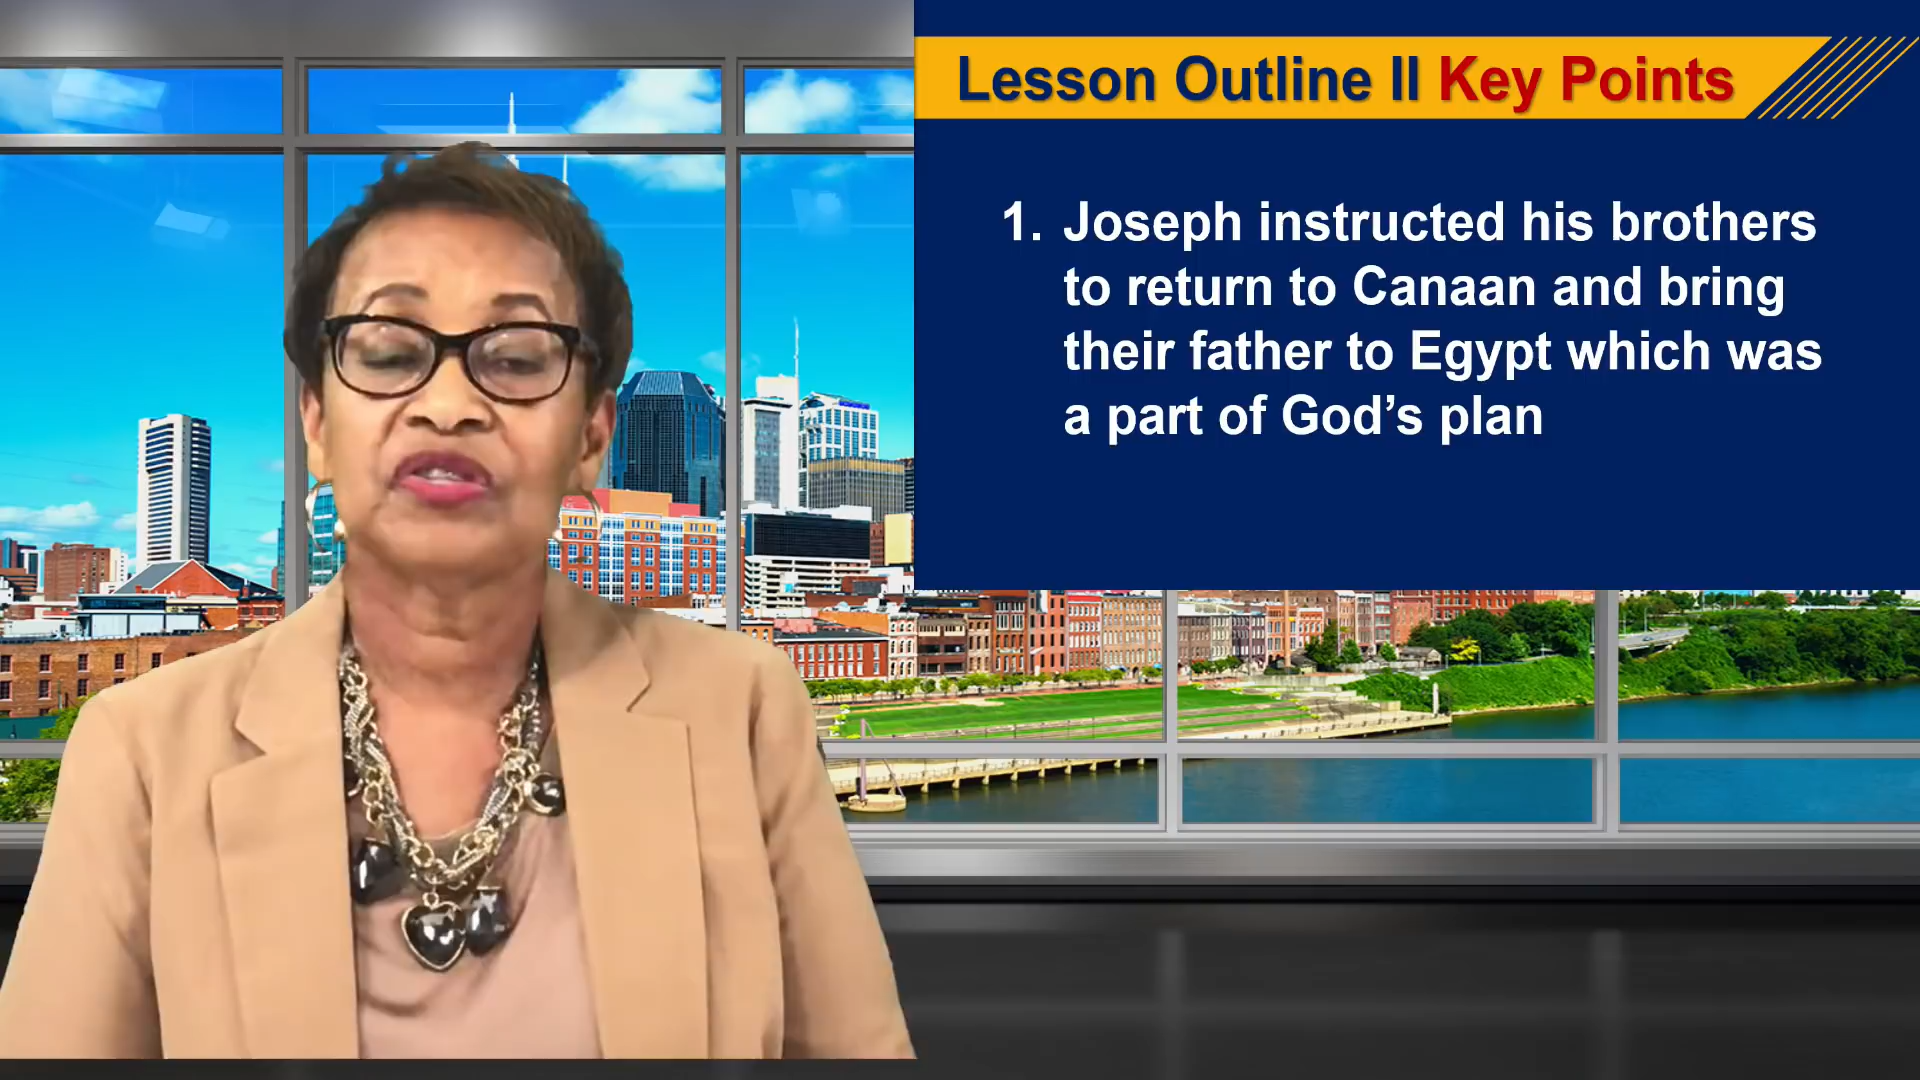 Lesson Outline II Key Points
1. Joseph instructed his brothers
to return to Canaan and bring
their father to Egypt which was
a part of God’s plan